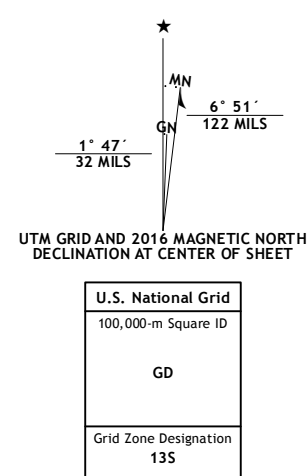 ★
MN
6° 51´
122 MILS
GN
1° 47´
32 MILS
UTM GRID AND 2016 MAGNETIC NORTH
DECLINATION AT CENTER OF SHEET
U.S. National Grid
100,000-m Square ID
GD
Grid Zone Designation
13S